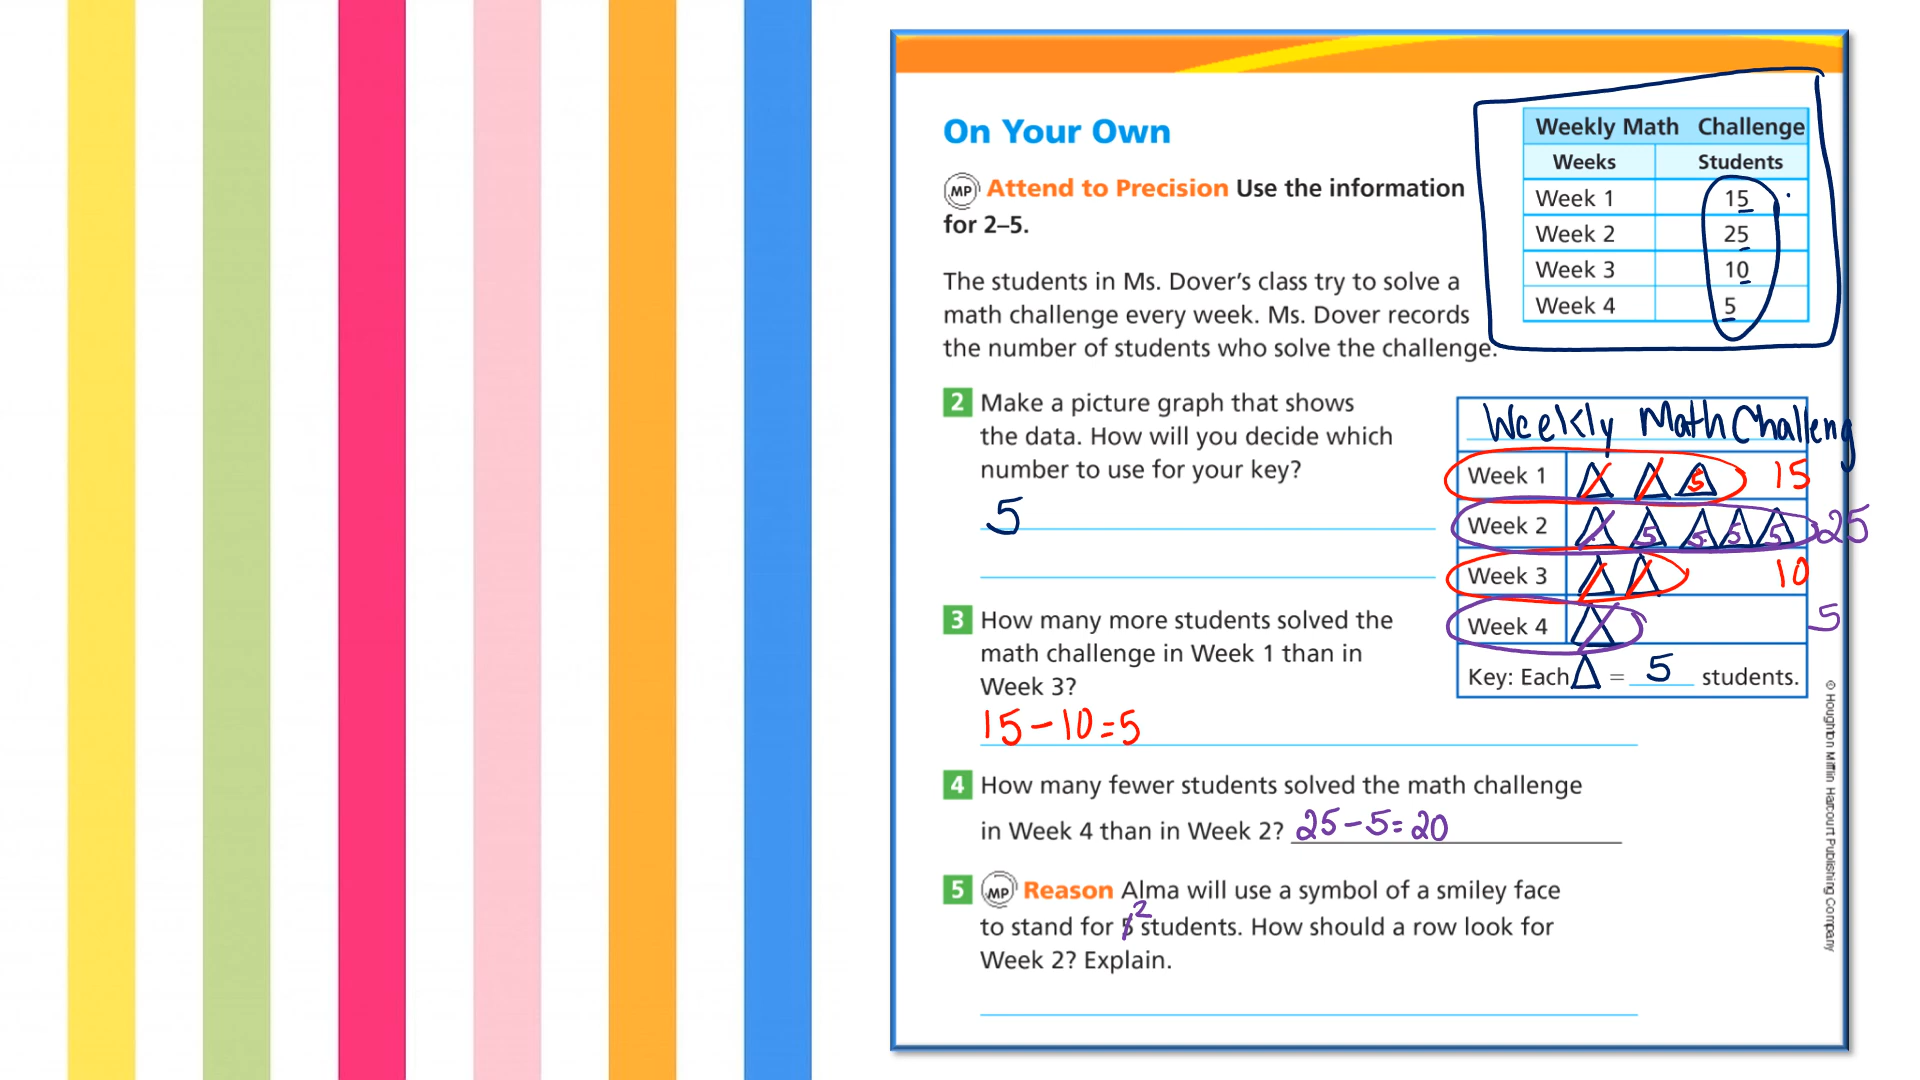 On Your Own
MP Attend to Precision Use the information
for 2–5.
The students in Ms. Dover's class try to solve a
math challenge every week. Ms. Dover records
the number of students who solve the challenge.
Weekly Math Challenge
Weeks Students
Week 1 15
Week 2 25
Week 3 10
Week 4 5
2 Make a picture graph that shows
the data. How will you decide which
number to use for your key?
5
Weekly Math Challeng
Week 1 5 15
Week 2 5 5 5 5 25
Week 3 10
Week 4 5
Key: Each = 5 students.
3 How many more students solved the
math challenge in Week 1 than in
Week 3?
15 - 10 = 5
4 How many fewer students solved the math challenge
in Week 4 than in Week 2? 25 - 5 = 20
5 MP Reason Alma will use a symbol of a smiley face
2
to stand for 5 students. How should a row look for
Week 2? Explain.
© Houghton Mifflin Harcourt Publishing Company